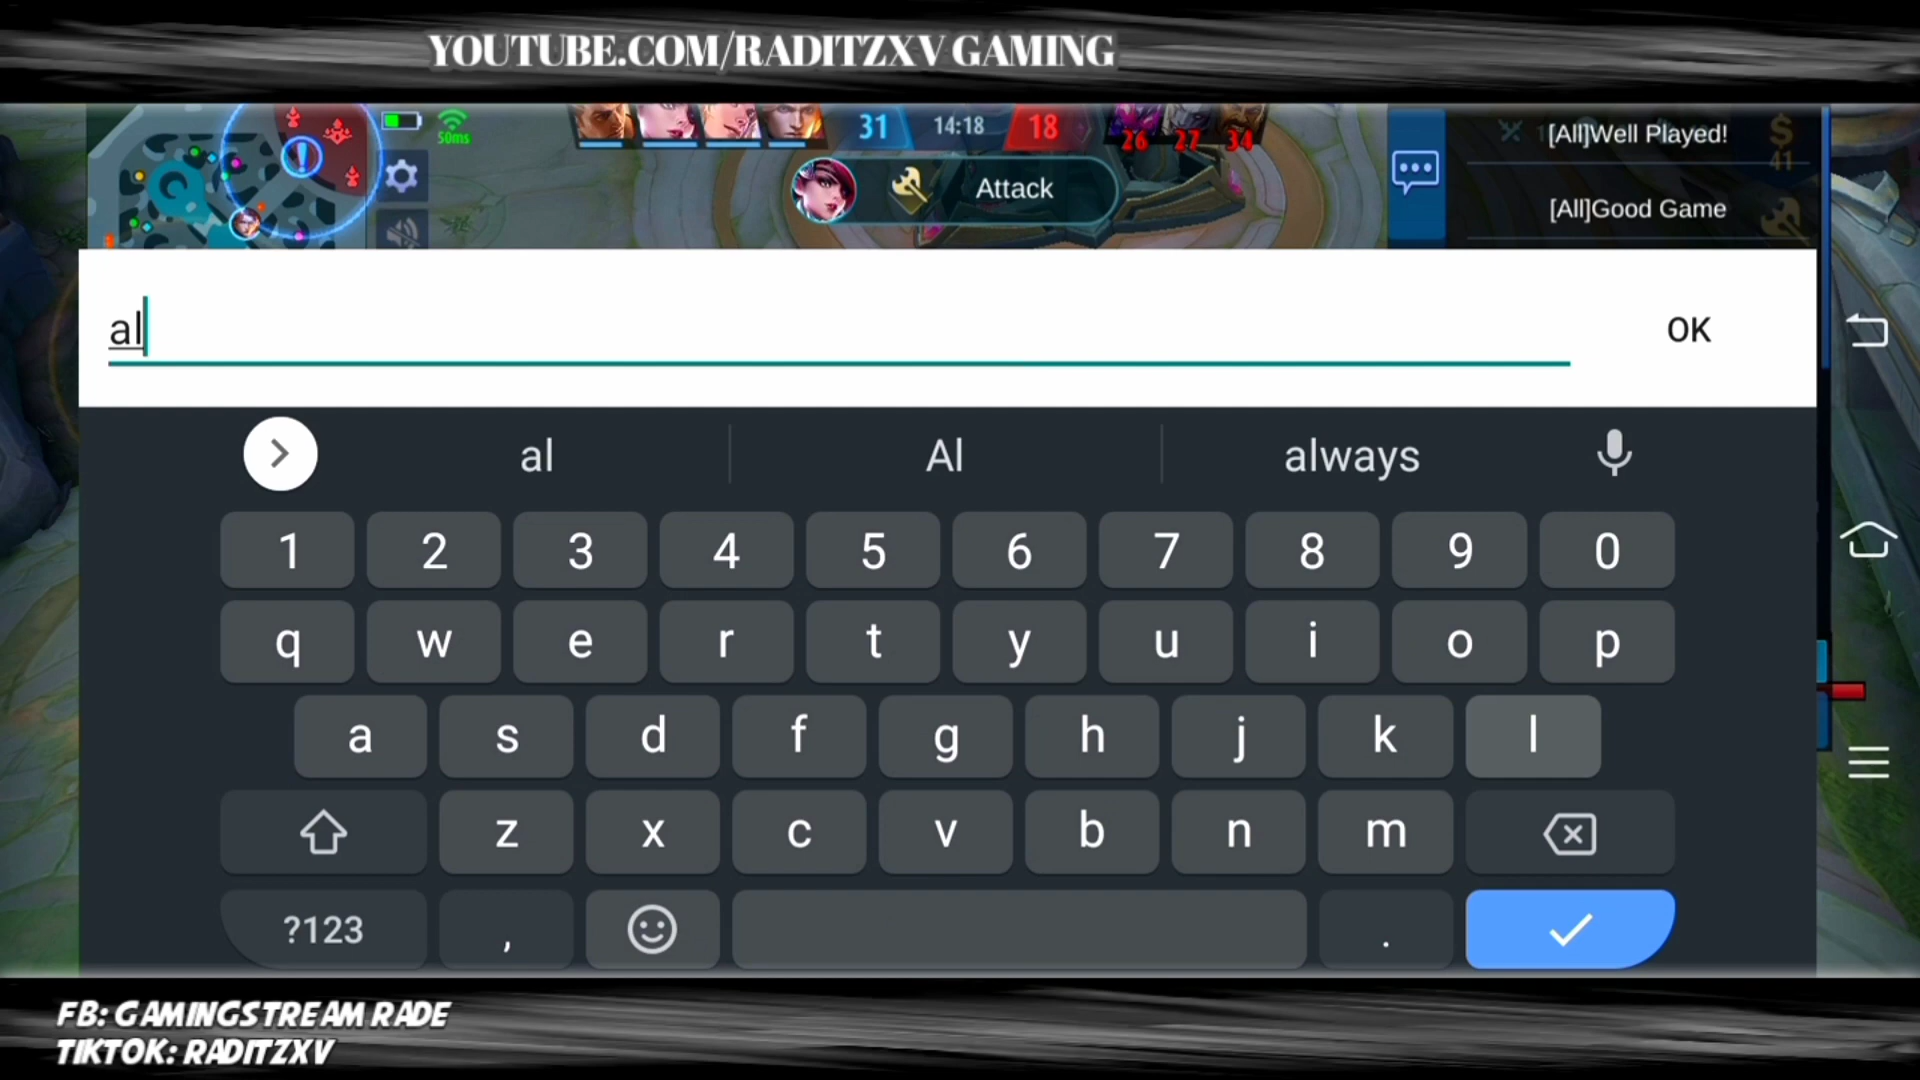 YOUTUBE.COM/RADITZXV GAMING
50ms
31 14:18 18
26 27 34
Attack
[All]Well Played!
41
[All]Good Game
al
OK
al Al always
1 2 3 4 5 6 7 8 9 0
q w e r t y u i o p
a s d f g h j k l
z x c v b n m
?123 , .
FB: GAMINGSTREAM RADE
TIKTOK: RADITZXV